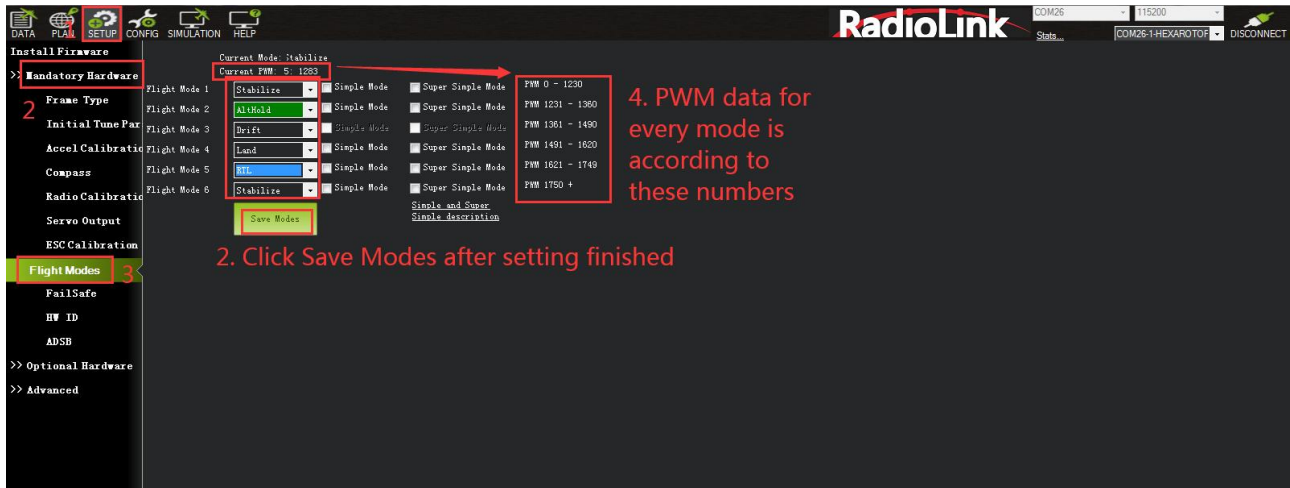 DATA PLAN SETUP CONFIG SIMULATION HELP
RadioLink
COM26 115200
Stats... COM26-1-HEXAROTOF DISCONNECT
Install Firmware
>> Mandatory Hardware
2
Frame Type
Initial Tune Par
Accel Calibratic
Compass
Radio Calibratic
Servo Output
ESC Calibration
Flight Modes 3
FailSafe
HW ID
ADSB
>> Optional Hardware
>> Advanced
Current Mode: Stabilize
Current PWM: 5: 1283
Flight Mode 1 Stabilize Simple Mode Super Simple Mode PWM 0 - 1230
Flight Mode 2 AltHold Simple Mode Super Simple Mode PWM 1231 - 1360
Flight Mode 3 Drift Simple Mode Super Simple Mode PWM 1361 - 1490
Flight Mode 4 Land Simple Mode Super Simple Mode PWM 1491 - 1620
Flight Mode 5 RTL Simple Mode Super Simple Mode PWM 1621 - 1749
Flight Mode 6 Stabilize Simple Mode Super Simple Mode PWM 1750 +
Save Modes
Simple and Super
Simple description
4. PWM data for
every mode is
according to
these numbers
2. Click Save Modes after setting finished